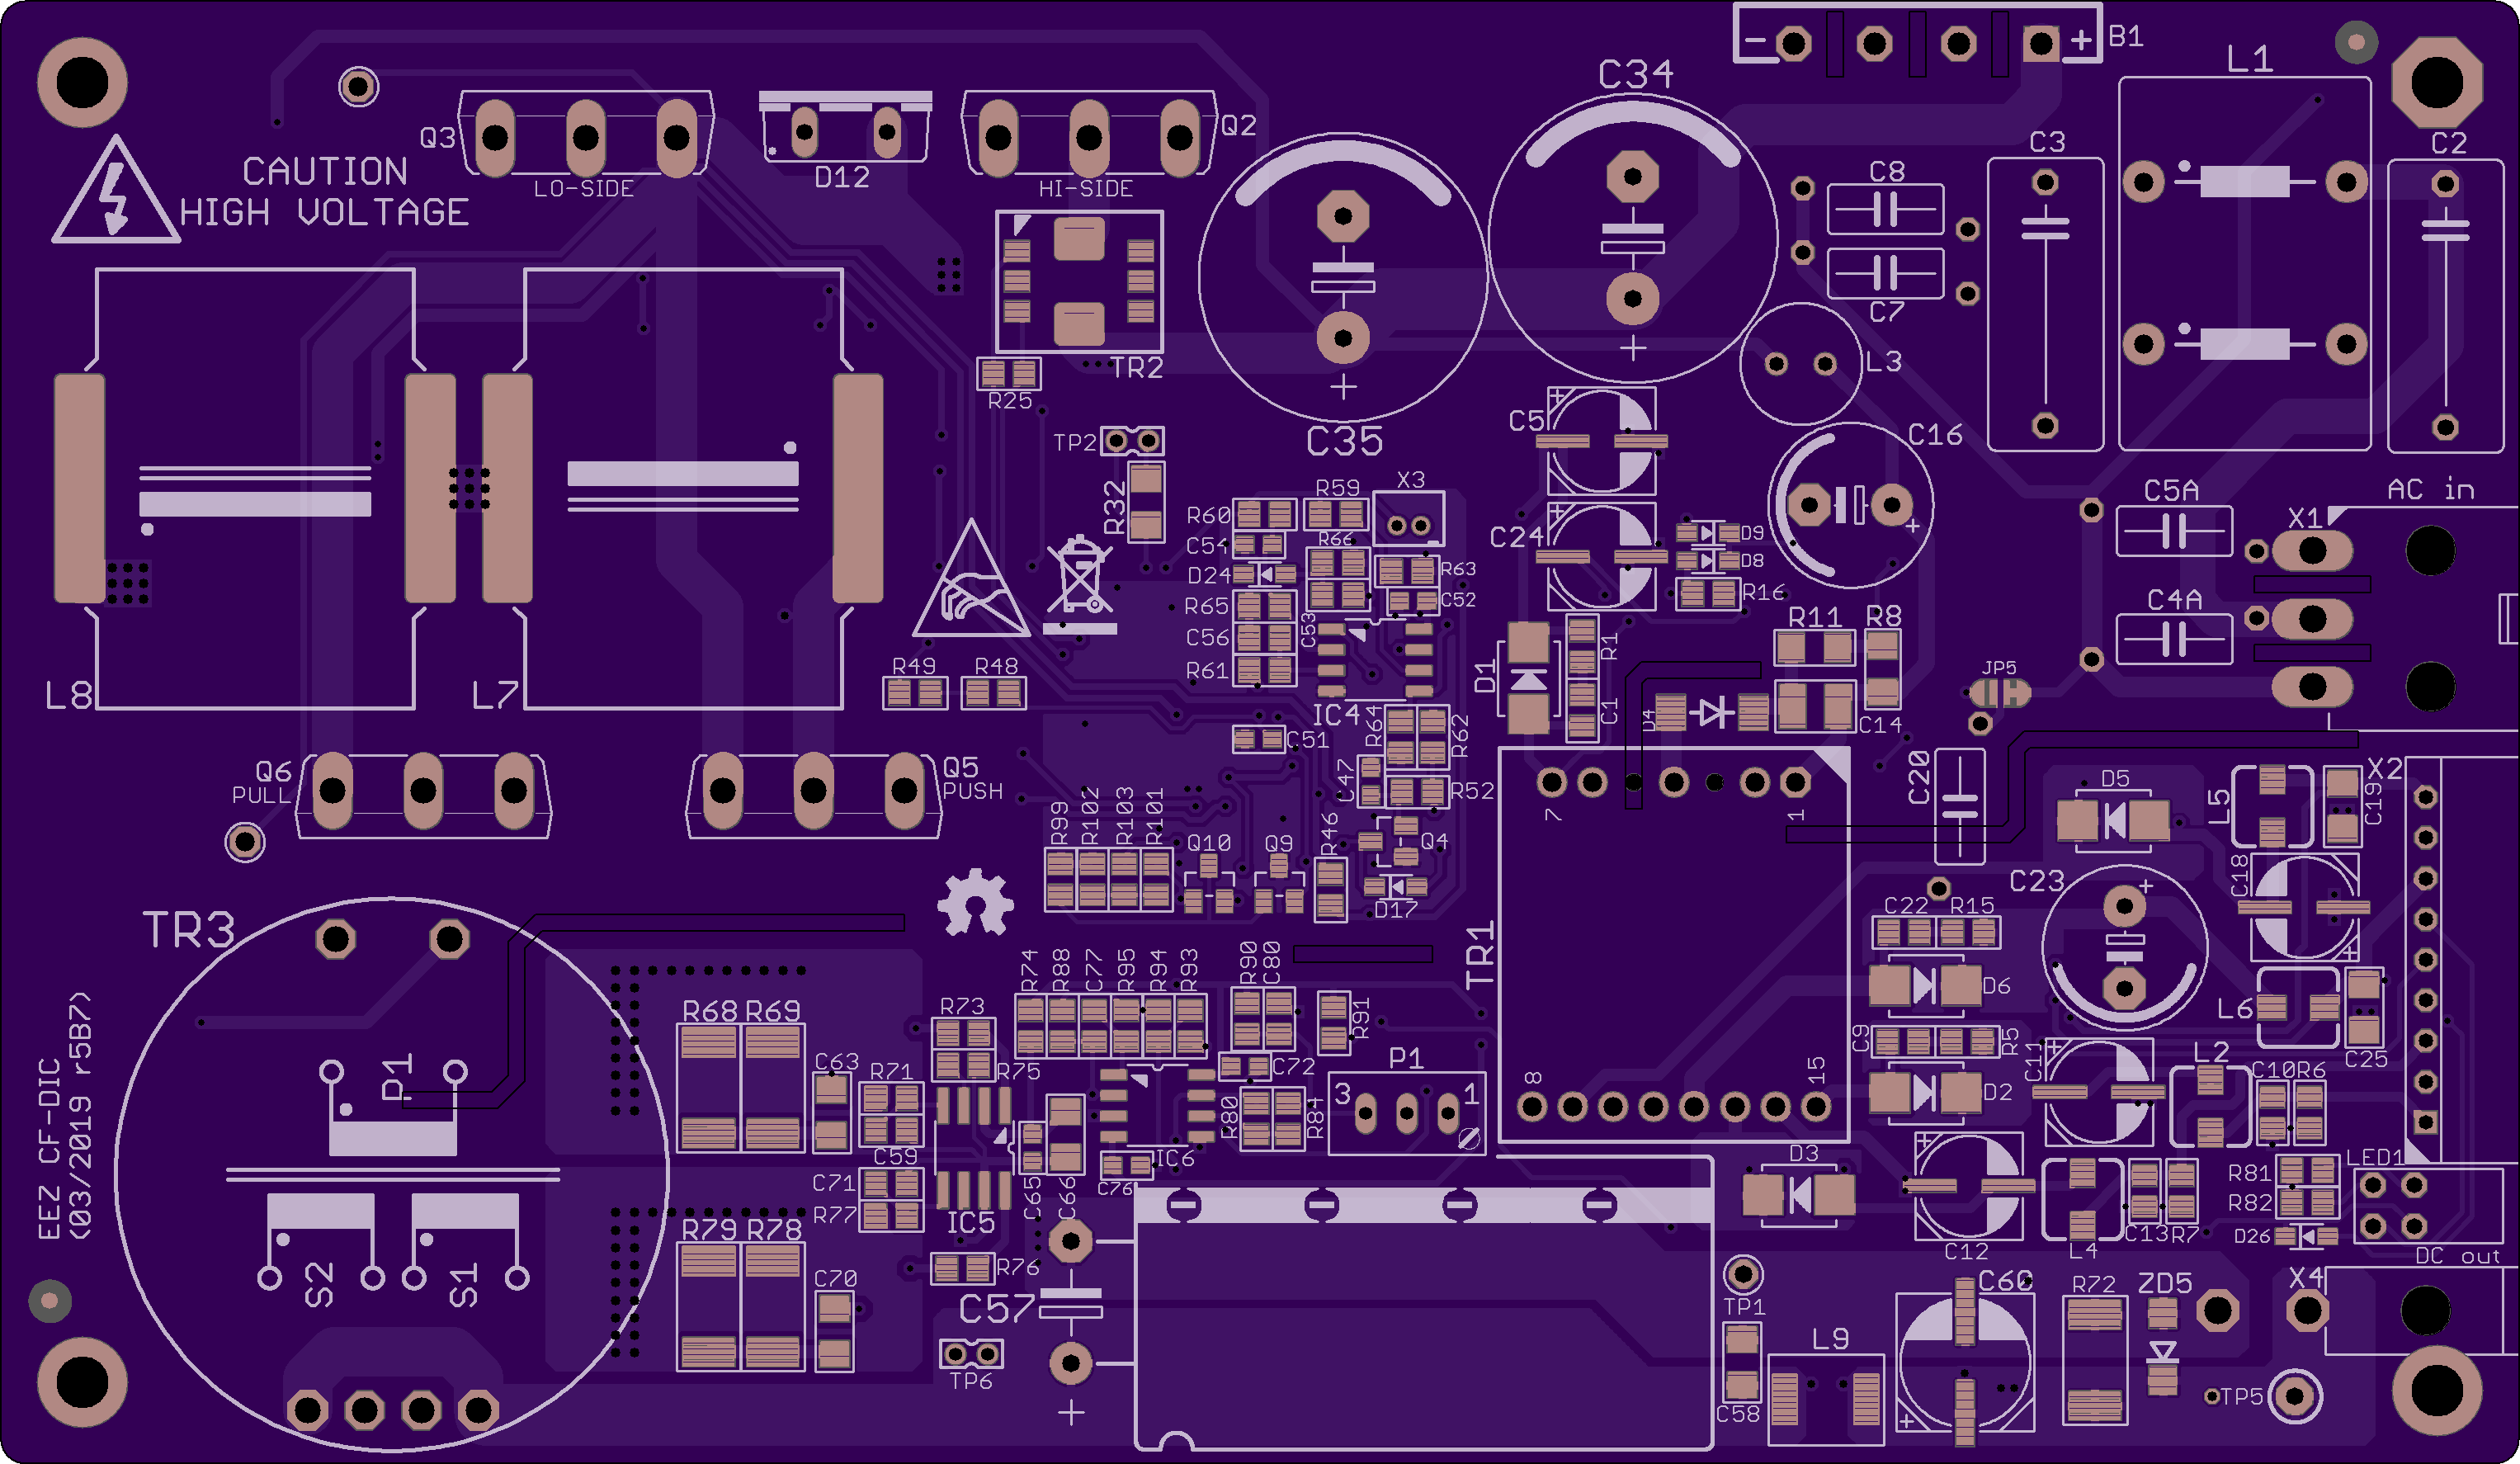 B1
L1
C34
C3
C2
Q3
Q2
LO-SIDE
D12
HI-SIDE
CAUTION
HIGH VOLTAGE
C8
C7
TR2
L3
R25
C5
C16
C35
TP2
R32
X3
R59
R60
C54
R66
D24
R63
R65
C52
C56
C53
R61
C24
D9
D8
R16
C5A
AC in
X1
C4A
R11
R8
D1
R1
C1
D4
C14
JP5
L8
L7
R49
R48
IC4
R64
R62
C51
C47
R52
Q6
PULL
Q5
PUSH
R99
R102
R103
R101
Q10
Q9
R46
Q4
D17
7
1
C20
D5
L5
X2
C19
C18
C23
TR3
TR1
C22
R15
D6
L6
C25
EEZ CF-DIC
(03/2019 r5B7)
P1
R68
R69
R73
R74
R88
C77
R95
R94
R93
R90
C80
R91
C63
R71
R75
C72
P1
3
1
8
15
C9
R5
C11
D2
L2
C10
R6
C59
R80
R84
IC6
C71
R77
IC5
C65
C66
C76
D3
C12
L4
C13
R7
R81
R82
D26
LED1
DC out
S2
S1
R79
R78
R76
C70
C57
TP6
TP1
C60
R72
ZD5
X4
L9
C58
TP5